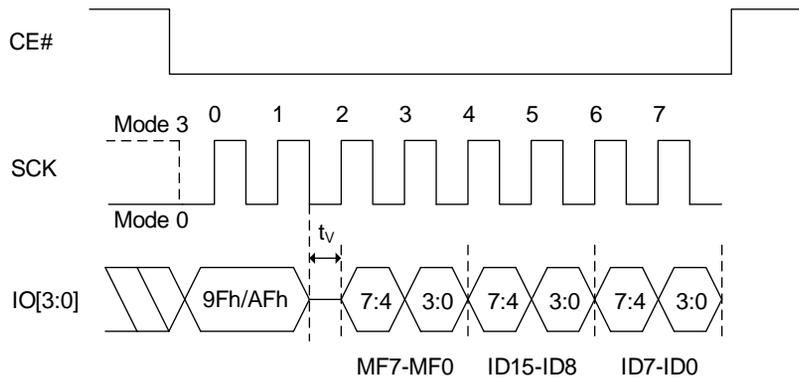 CE#
Mode 3 0 1 2 3 4 5 6 7
SCK
Mode 0
tV
IO[3:0] 9Fh/AFh 7:4 3:0 7:4 3:0 7:4 3:0
MF7-MF0 ID15-ID8 ID7-ID0